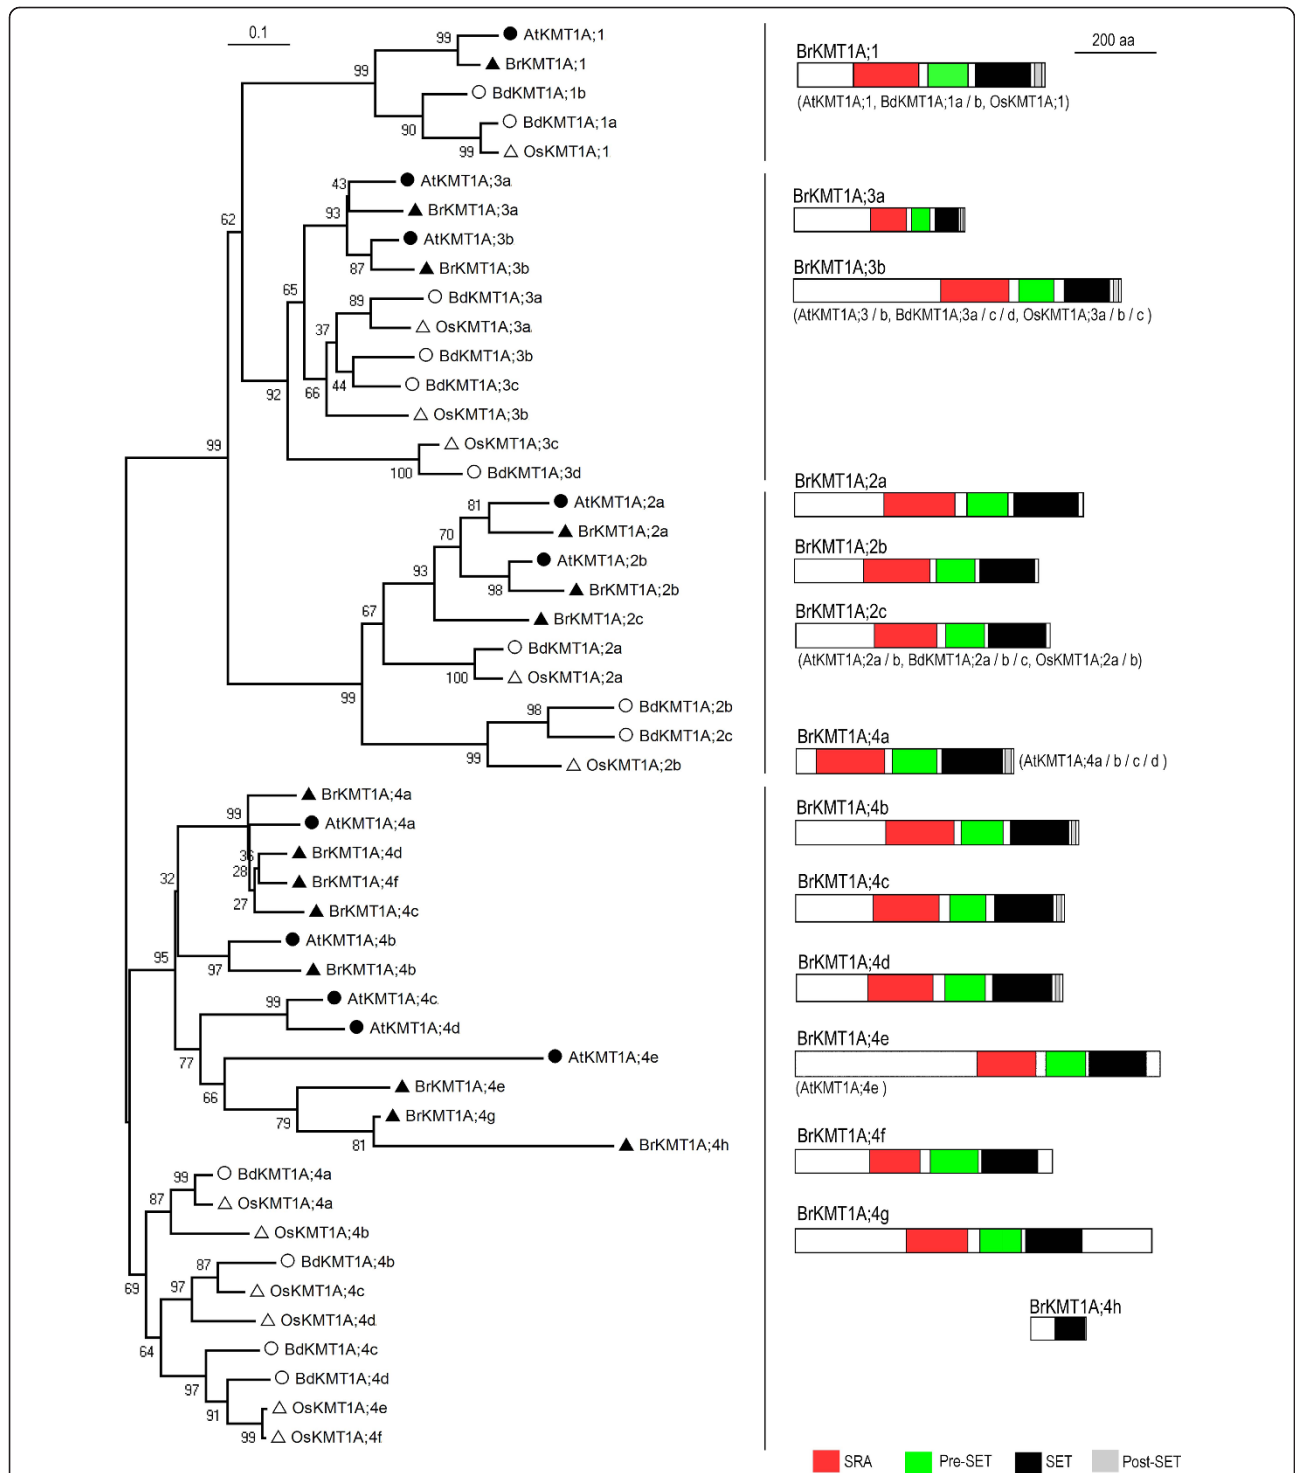 0.1
99
AtKMT1A;1
BrKMT1A;1
99
BdKMT1A;1b
90
BdKMT1A;1a
99
OsKMT1A;1
62
43
AtKMT1A;3a
93
BrKMT1A;3a
AtKMT1A;3b
87
BrKMT1A;3b
65
89
BdKMT1A;3a
37
OsKMT1A;3a
BdKMT1A;3b
92
66
44
BdKMT1A;3c
OsKMT1A;3b
99
OsKMT1A;3c
100
BdKMT1A;3d
81
AtKMT1A;2a
70
BrKMT1A;2a
93
AtKMT1A;2b
98
BrKMT1A;2b
67
BrKMT1A;2c
BdKMT1A;2a
99
100
OsKMT1A;2a
98
BdKMT1A;2b
BdKMT1A;2c
99
OsKMT1A;2b
BrKMT1A;4a
99
AtKMT1A;4a
36
BrKMT1A;4d
28
BrKMT1A;4f
32
27
BrKMT1A;4c
AtKMT1A;4b
95
97
BrKMT1A;4b
99
AtKMT1A;4c
AtKMT1A;4d
77
AtKMT1A;4e
66
BrKMT1A;4e
79
BrKMT1A;4g
81
BrKMT1A;4h
99
BdKMT1A;4a
87
OsKMT1A;4a
OsKMT1A;4b
69
87
BdKMT1A;4b
97
OsKMT1A;4c
OsKMT1A;4d
64
BdKMT1A;4c
97
BdKMT1A;4d
91
OsKMT1A;4e
99
OsKMT1A;4f
200 aa
BrKMT1A;1
(AtKMT1A;1, BdKMT1A;1a / b, OsKMT1A;1)
BrKMT1A;3a
BrKMT1A;3b
(AtKMT1A;3 / b, BdKMT1A;3a / c / d, OsKMT1A;3a / b / c )
BrKMT1A;2a
BrKMT1A;2b
BrKMT1A;2c
(AtKMT1A;2a / b, BdKMT1A;2a / b / c, OsKMT1A;2a / b)
BrKMT1A;4a
(AtKMT1A;4a / b / c / d )
BrKMT1A;4b
BrKMT1A;4c
BrKMT1A;4d
BrKMT1A;4e
(AtKMT1A;4e )
BrKMT1A;4f
BrKMT1A;4g
BrKMT1A;4h
SRA Pre-SET SET Post-SET